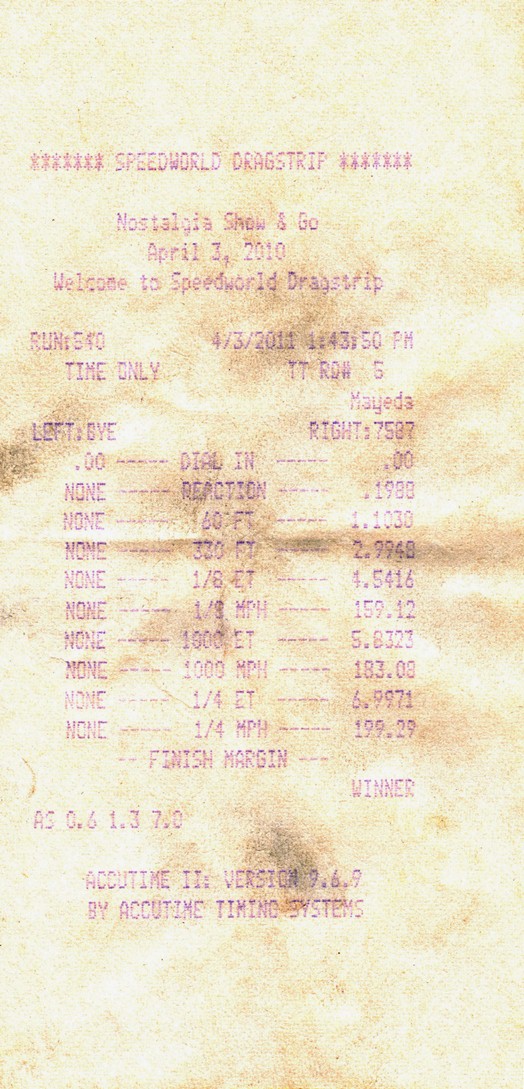 ******* SPEEDWORLD DRAGSTRIP *******
Nostalgia Show & Go
April 3, 2010
Welcome to Speedworld Dragstrip
RUN:540 4/3/2011 1:43:50 PM
TIME ONLY TT ROW 5
Mayeda
LEFT:BYE RIGHT:7587
.00 ----- DIAL IN ----- .00
NONE ----- REACTION ----- .1988
NONE ----- 60 FT ----- 1.1030
NONE ----- 330 FT ----- 2.9948
NONE ----- 1/8 ET ----- 4.5416
NONE ----- 1/8 MPH ----- 159.12
NONE ----- 1000 ET ----- 5.8323
NONE ----- 1000 MPH ----- 183.08
NONE ----- 1/4 ET ----- 6.9971
NONE ----- 1/4 MPH ----- 199.29
-- FINISH MARGIN ---
WINNER
AS 0.6 1.3 7.0
ACCUTIME II: VERSION 9.6.9
BY ACCUTIME TIMING SYSTEMS